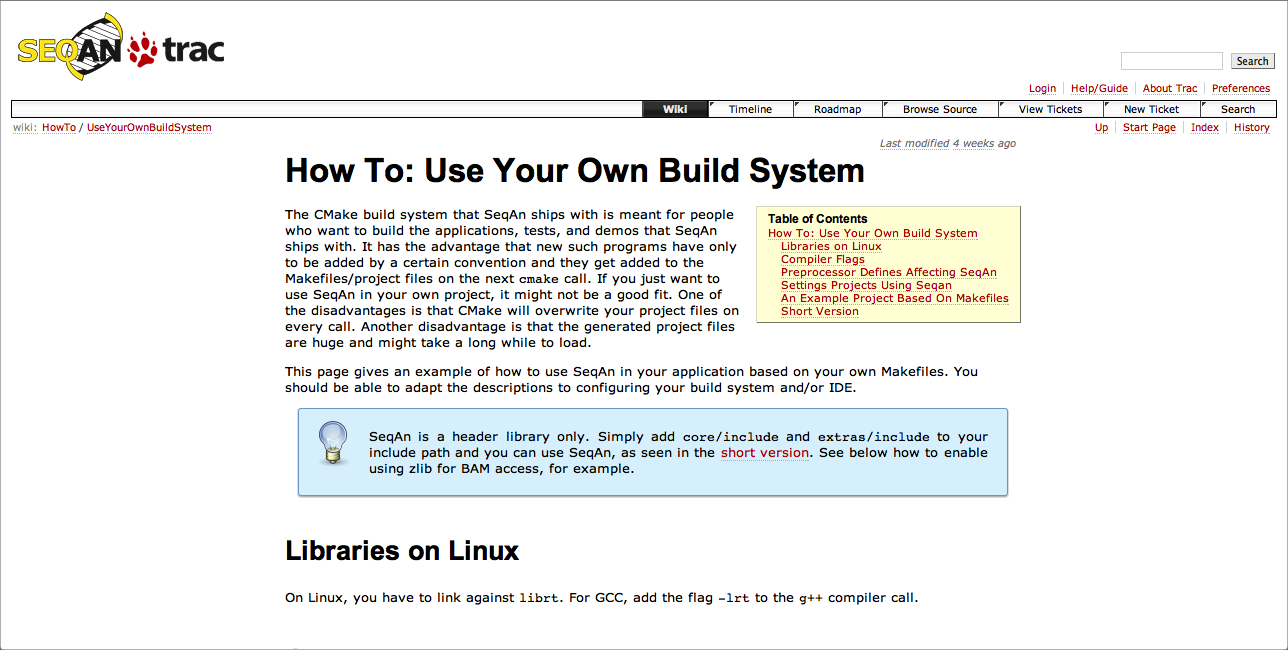 SEQAN trac
Search
Login Help/Guide About Trac Preferences
Wiki Timeline Roadmap Browse Source View Tickets New Ticket Search
wiki: HowTo / UseYourOwnBuildSystem
Up Start Page Index History
Last modified 4 weeks ago
How To: Use Your Own Build System
The CMake build system that SeqAn ships with is meant for people
who want to build the applications, tests, and demos that SeqAn
ships with. It has the advantage that new such programs have only
to be added by a certain convention and they get added to the
Makefiles/project files on the next cmake call. If you just want to
use SeqAn in your own project, it might not be a good fit. One of
the disadvantages is that CMake will overwrite your project files on
every call. Another disadvantage is that the generated project files
are huge and might take a long while to load.
Table of Contents
How To: Use Your Own Build System
Libraries on Linux
Compiler Flags
Preprocessor Defines Affecting SeqAn
Settings Projects Using Seqan
An Example Project Based On Makefiles
Short Version
This page gives an example of how to use SeqAn in your application based on your own Makefiles. You
should be able to adapt the descriptions to configuring your build system and/or IDE.
SeqAn is a header library only. Simply add core/include and extras/include to your
include path and you can use SeqAn, as seen in the short version. See below how to enable
using zlib for BAM access, for example.
Libraries on Linux
On Linux, you have to link against librt. For GCC, add the flag -lrt to the g++ compiler call.